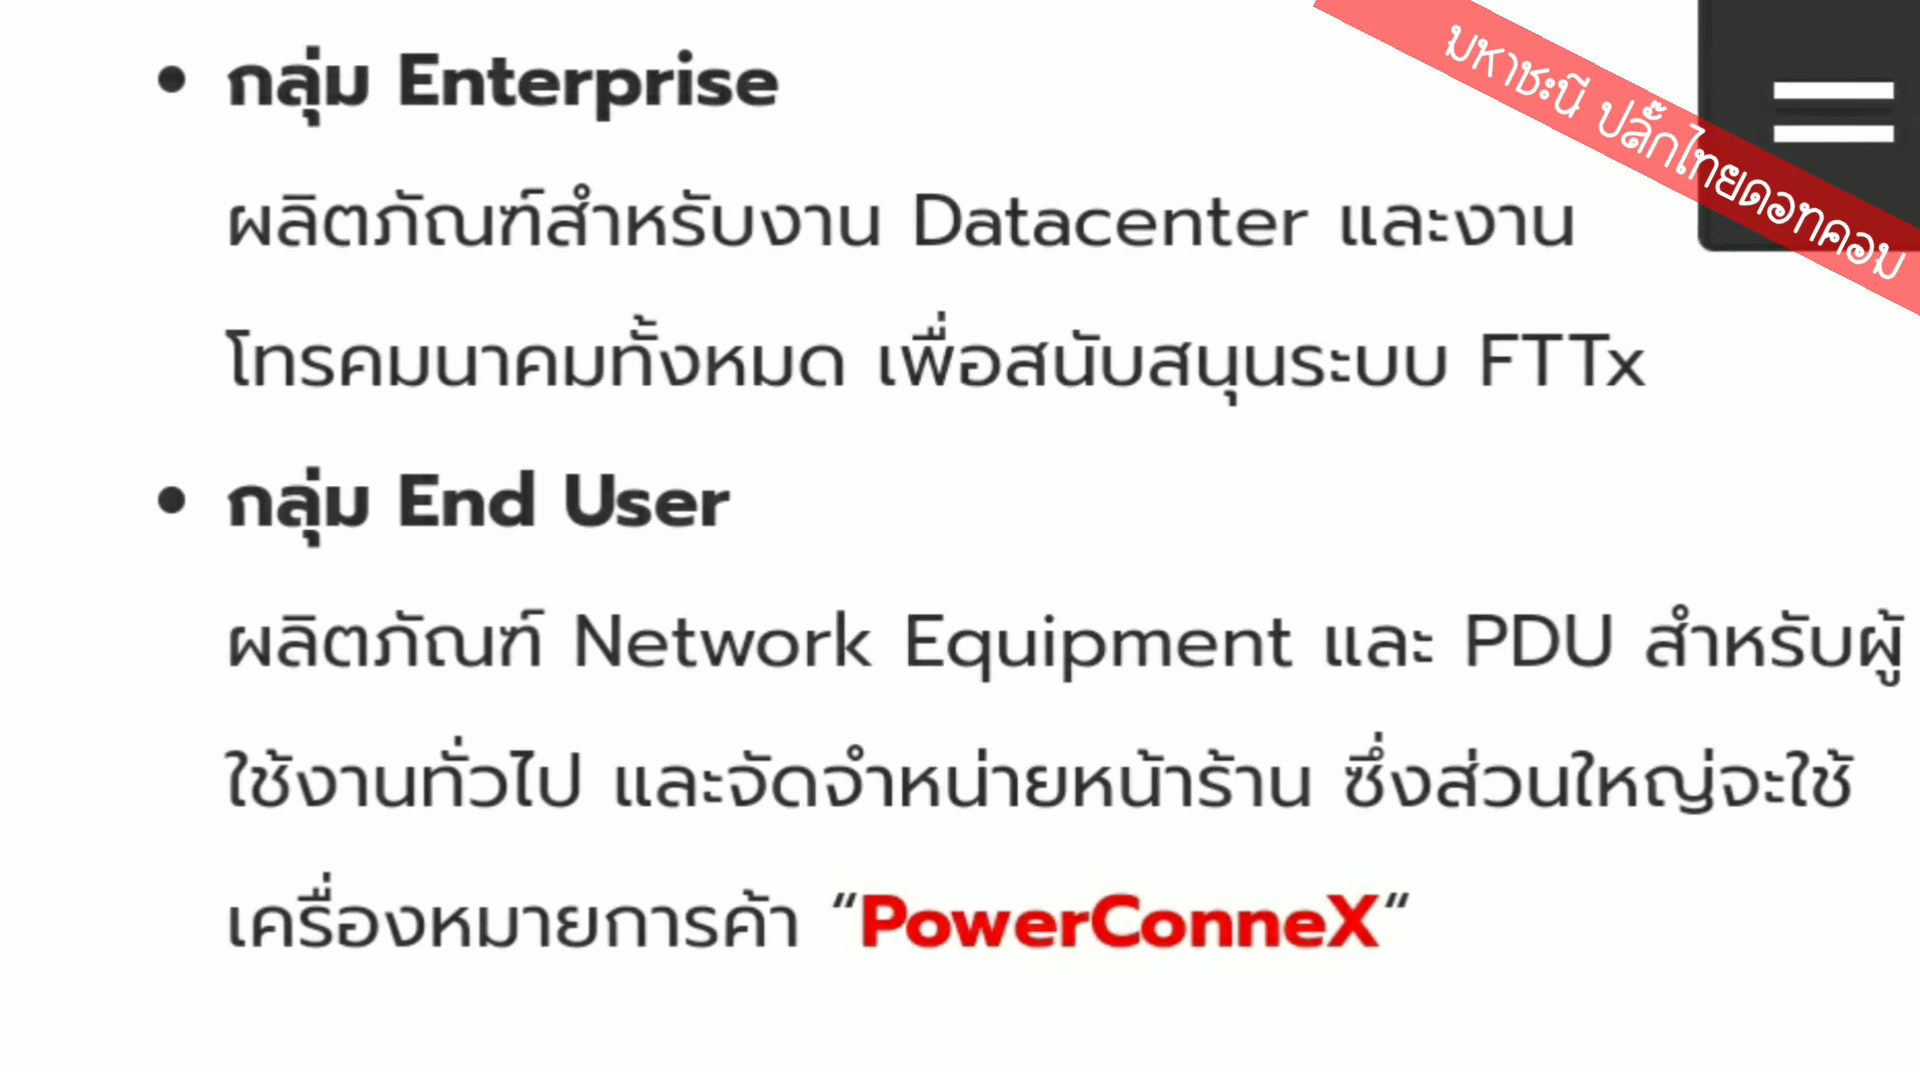 • กลุ่ม Enterprise
ผลิตภัณฑ์สำหรับงาน Datacenter และงาน
โทรคมนาคมทั้งหมด เพื่อสนับสนุนระบบ FTTx
• กลุ่ม End User
ผลิตภัณฑ์ Network Equipment และ PDU สำหรับผู้
ใช้งานทั่วไป และจัดจำหน่ายหน้าร้าน ซึ่งส่วนใหญ่จะใช้
เครื่องหมายการค้า “PowerConneX“
มหาชะนี ปลั๊กไทยดอทคอม